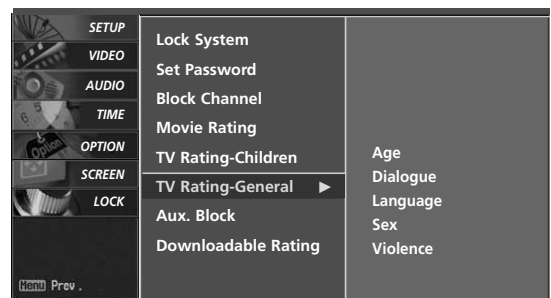 SETUP
VIDEO
AUDIO
TIME
OPTION
SCREEN
LOCK
Menu Prev.
Lock System
Set Password
Block Channel
Movie Rating
TV Rating-Children
TV Rating-General ▶
Aux. Block
Downloadable Rating
Age
Dialogue
Language
Sex
Violence